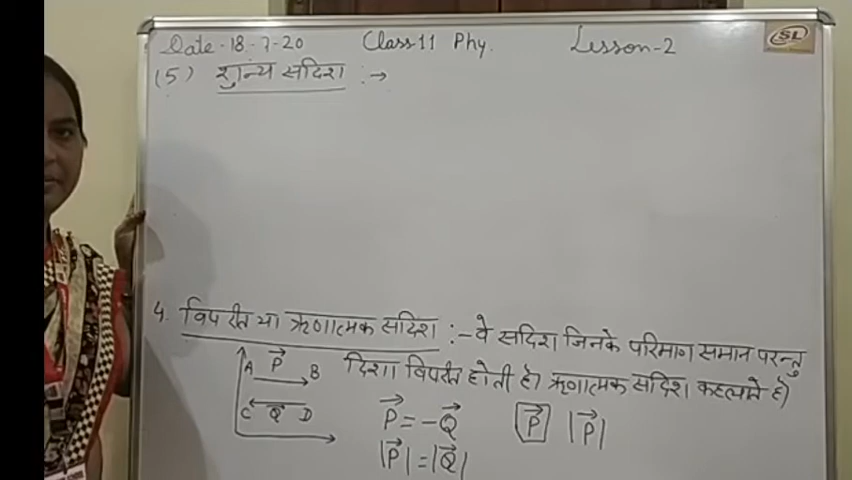 Date - 18-7-20 Class 11 Phy. Lesson-2
SL
(5) शुन्य सदिश :→
4. विपरीत या ऋणात्मक सदिश :- वे सदिश जिनके परिमाण समान परन्तु
दिशा विपरीत होती है। ऋणात्मक सदिश कहलाते है।
A P⃗ B
C Q D
P⃗ = -Q⃗ P⃗ |P⃗|
|P⃗| = |Q⃗|